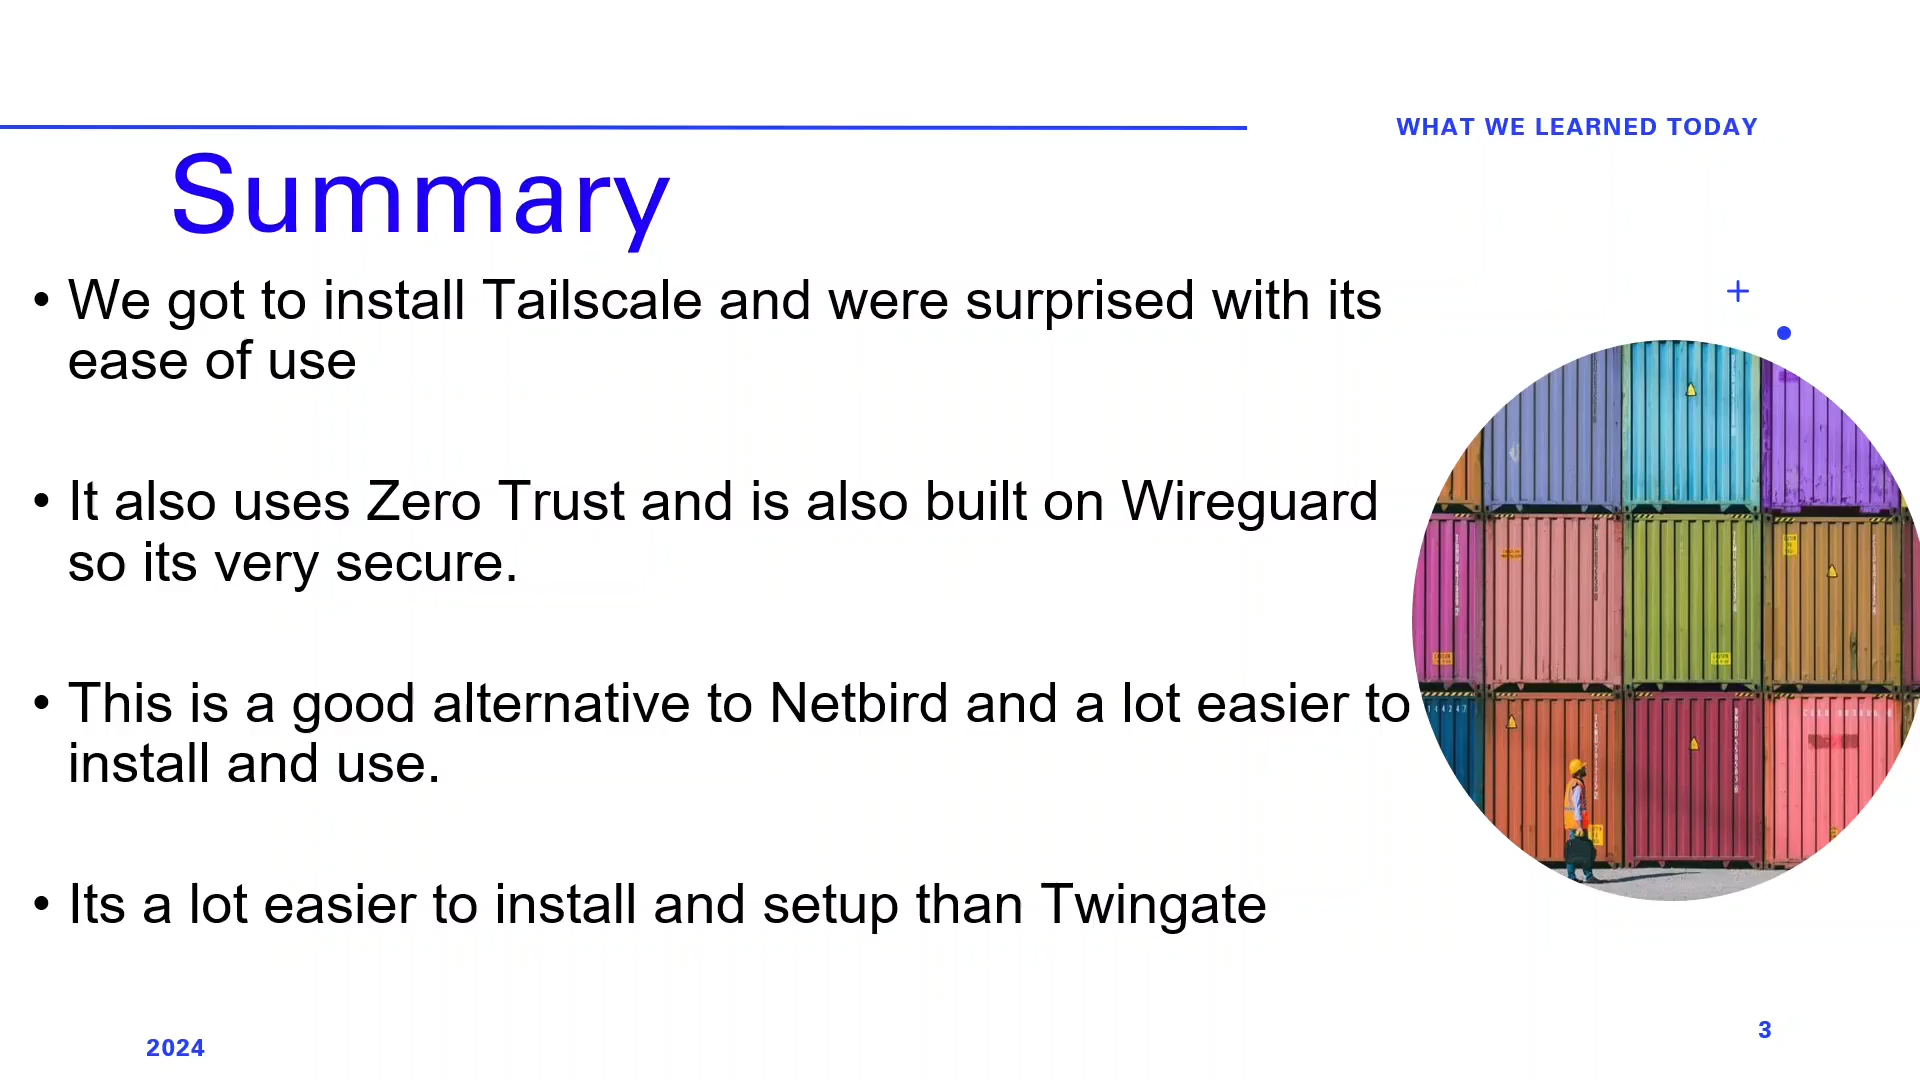 WHAT WE LEARNED TODAY
Summary
• We got to install Tailscale and were surprised with its
ease of use
• It also uses Zero Trust and is also built on Wireguard
so its very secure.
• This is a good alternative to Netbird and a lot easier to
install and use.
• Its a lot easier to install and setup than Twingate
2024
3